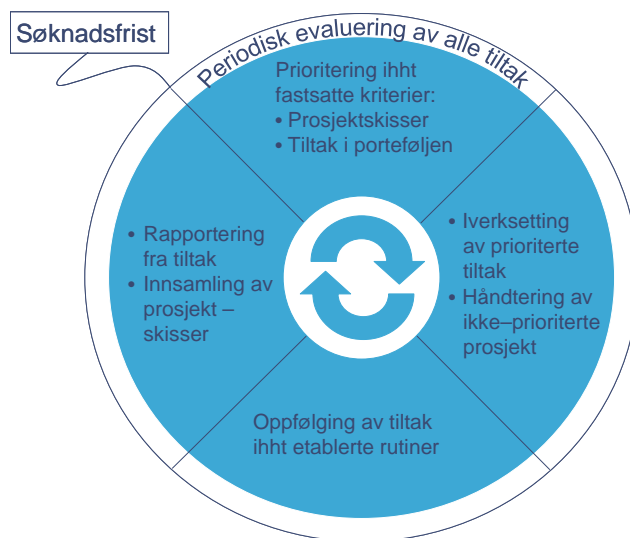 Søknadsfrist
Periodisk evaluering av alle tiltak
Prioritering ihht
fastsatte kriterier:
• Prosjektskisser
• Tiltak i porteføljen
• Rapportering
fra tiltak
• Innsamling av
prosjekt –
skisser
• Iverksetting
av prioriterte
tiltak
• Håndtering av
ikke–prioriterte
prosjekt
Oppfølging av tiltak
ihht etablerte rutiner